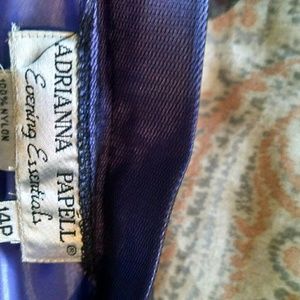 ADRIANNA PAPELL®
Evening Essentials
100% NYLON
14P